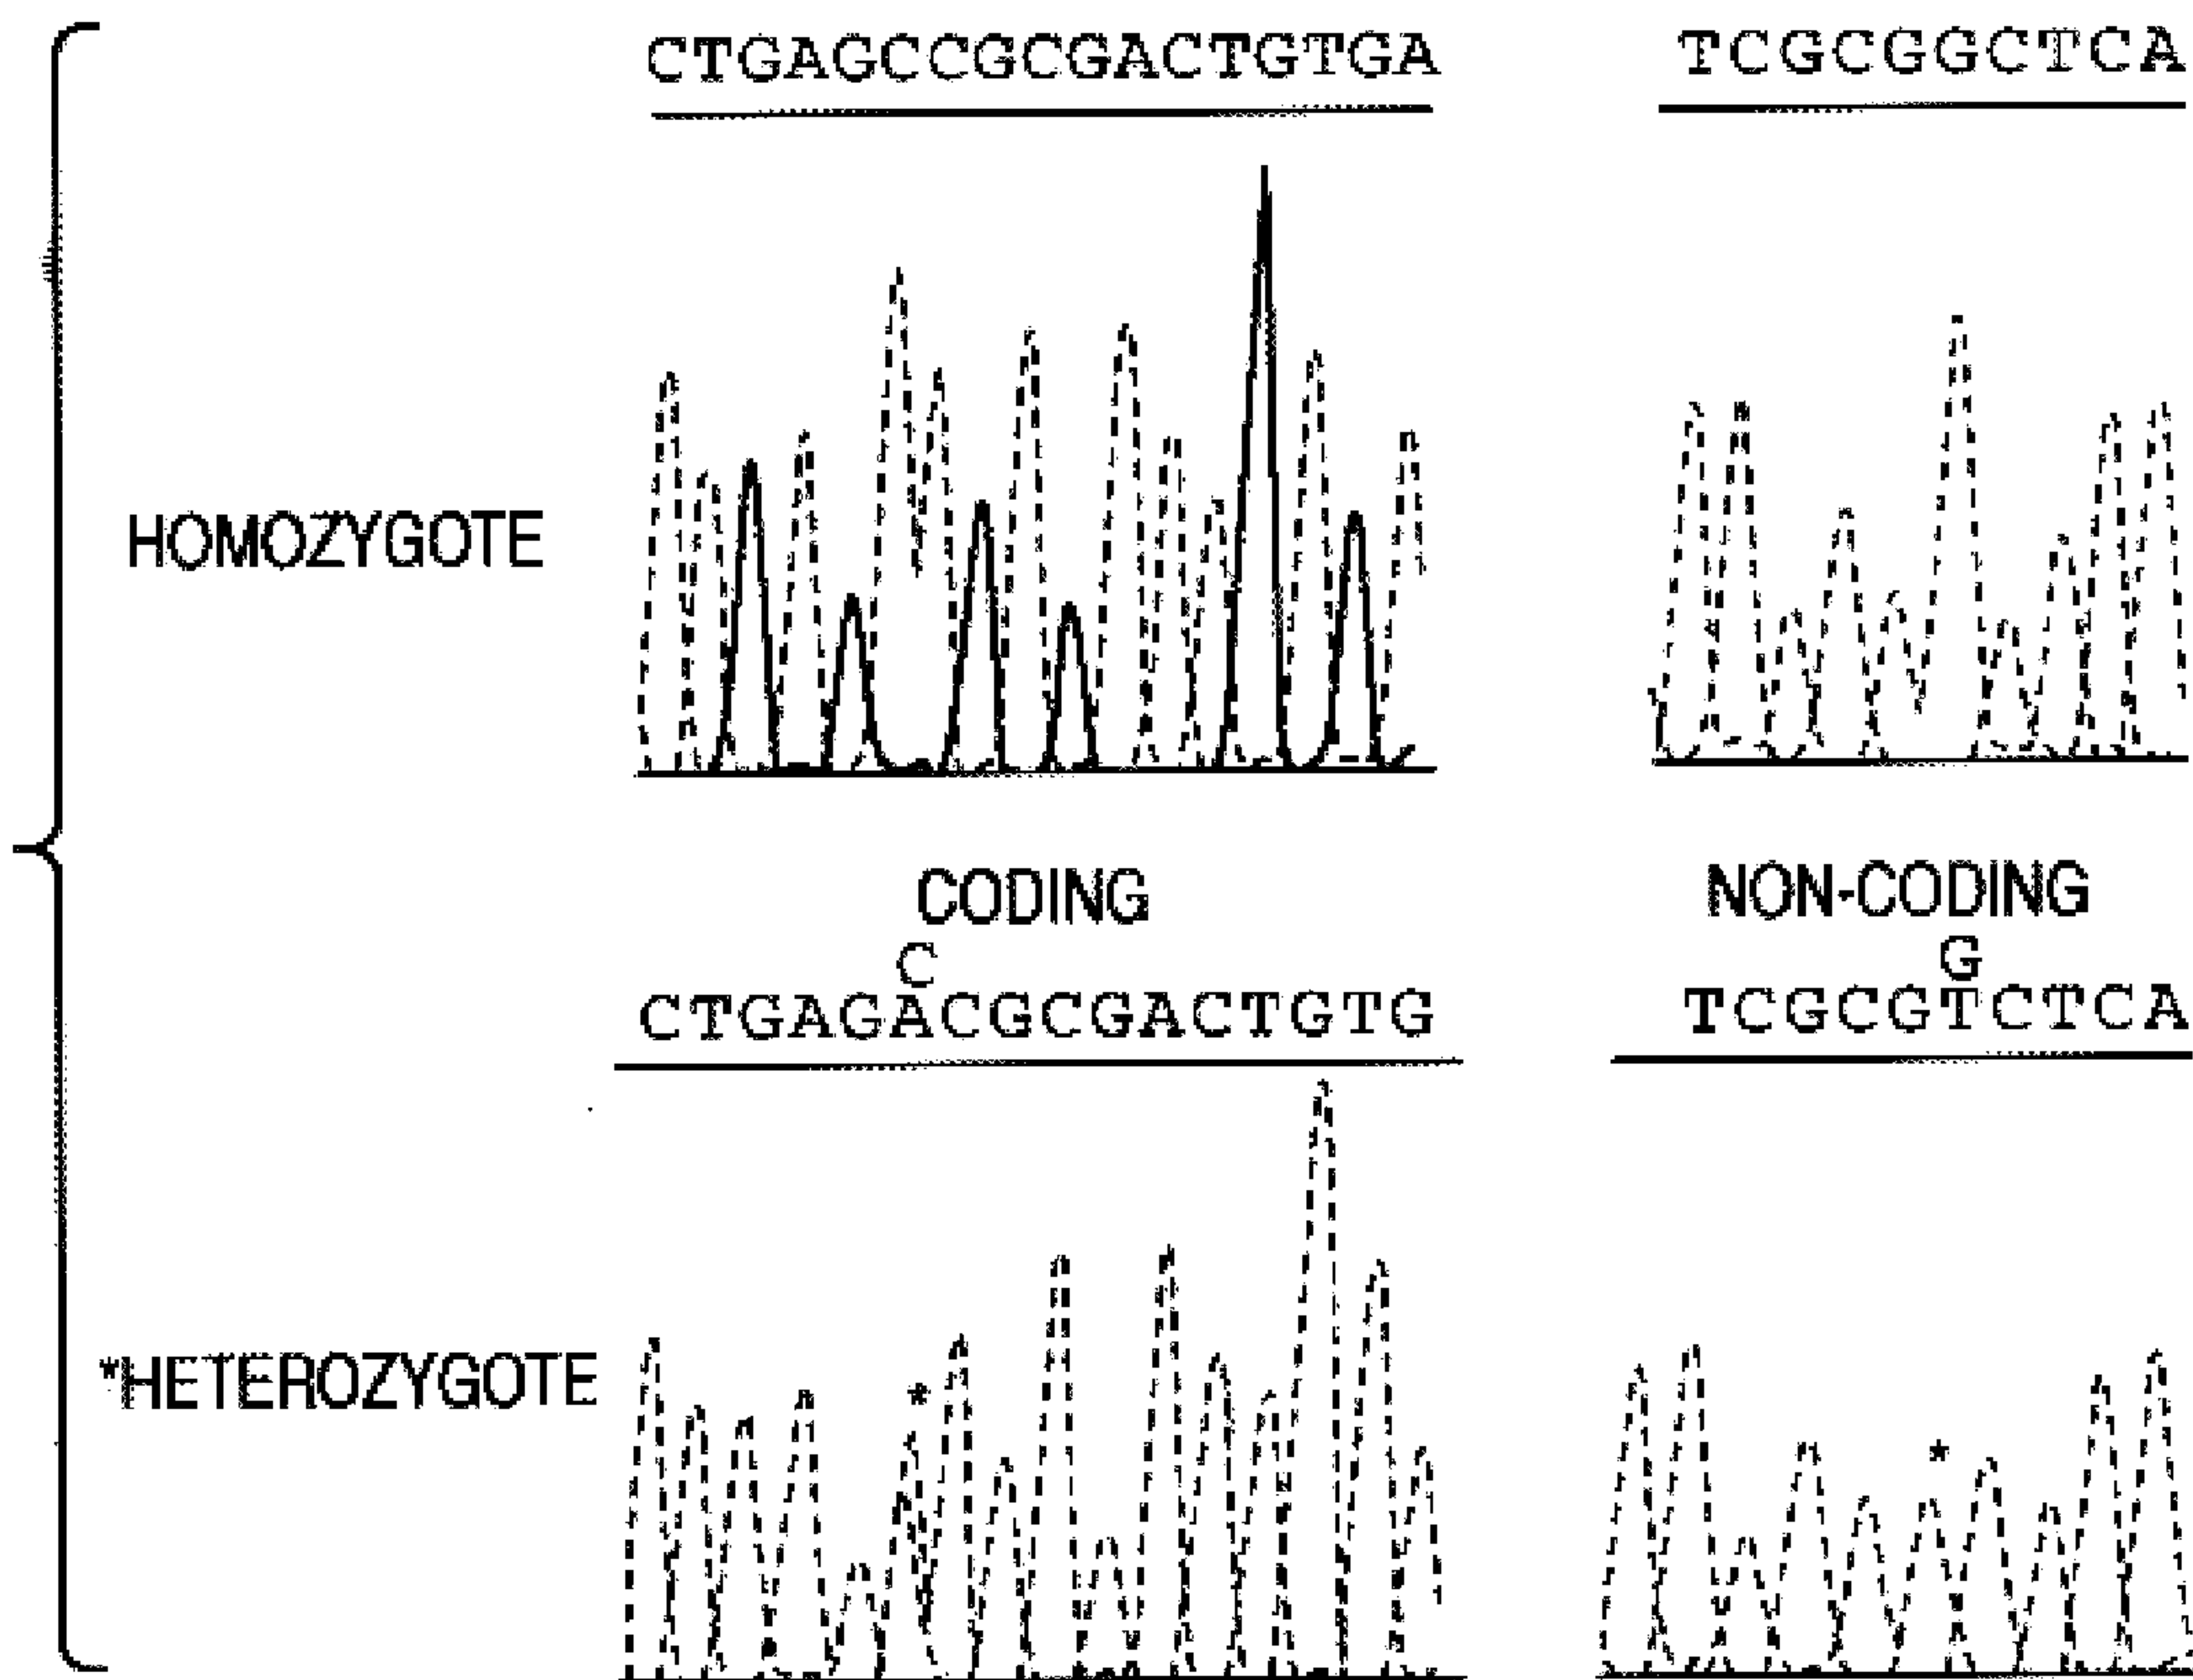 CTGAGCCGCGACTGTGA TCGCGGCTCA
HOMOZYGOTE
CODING NON-CODING
C G
CTGAGACGCGACTGTG TCGCGTCTCA
*HETEROZYGOTE
* *